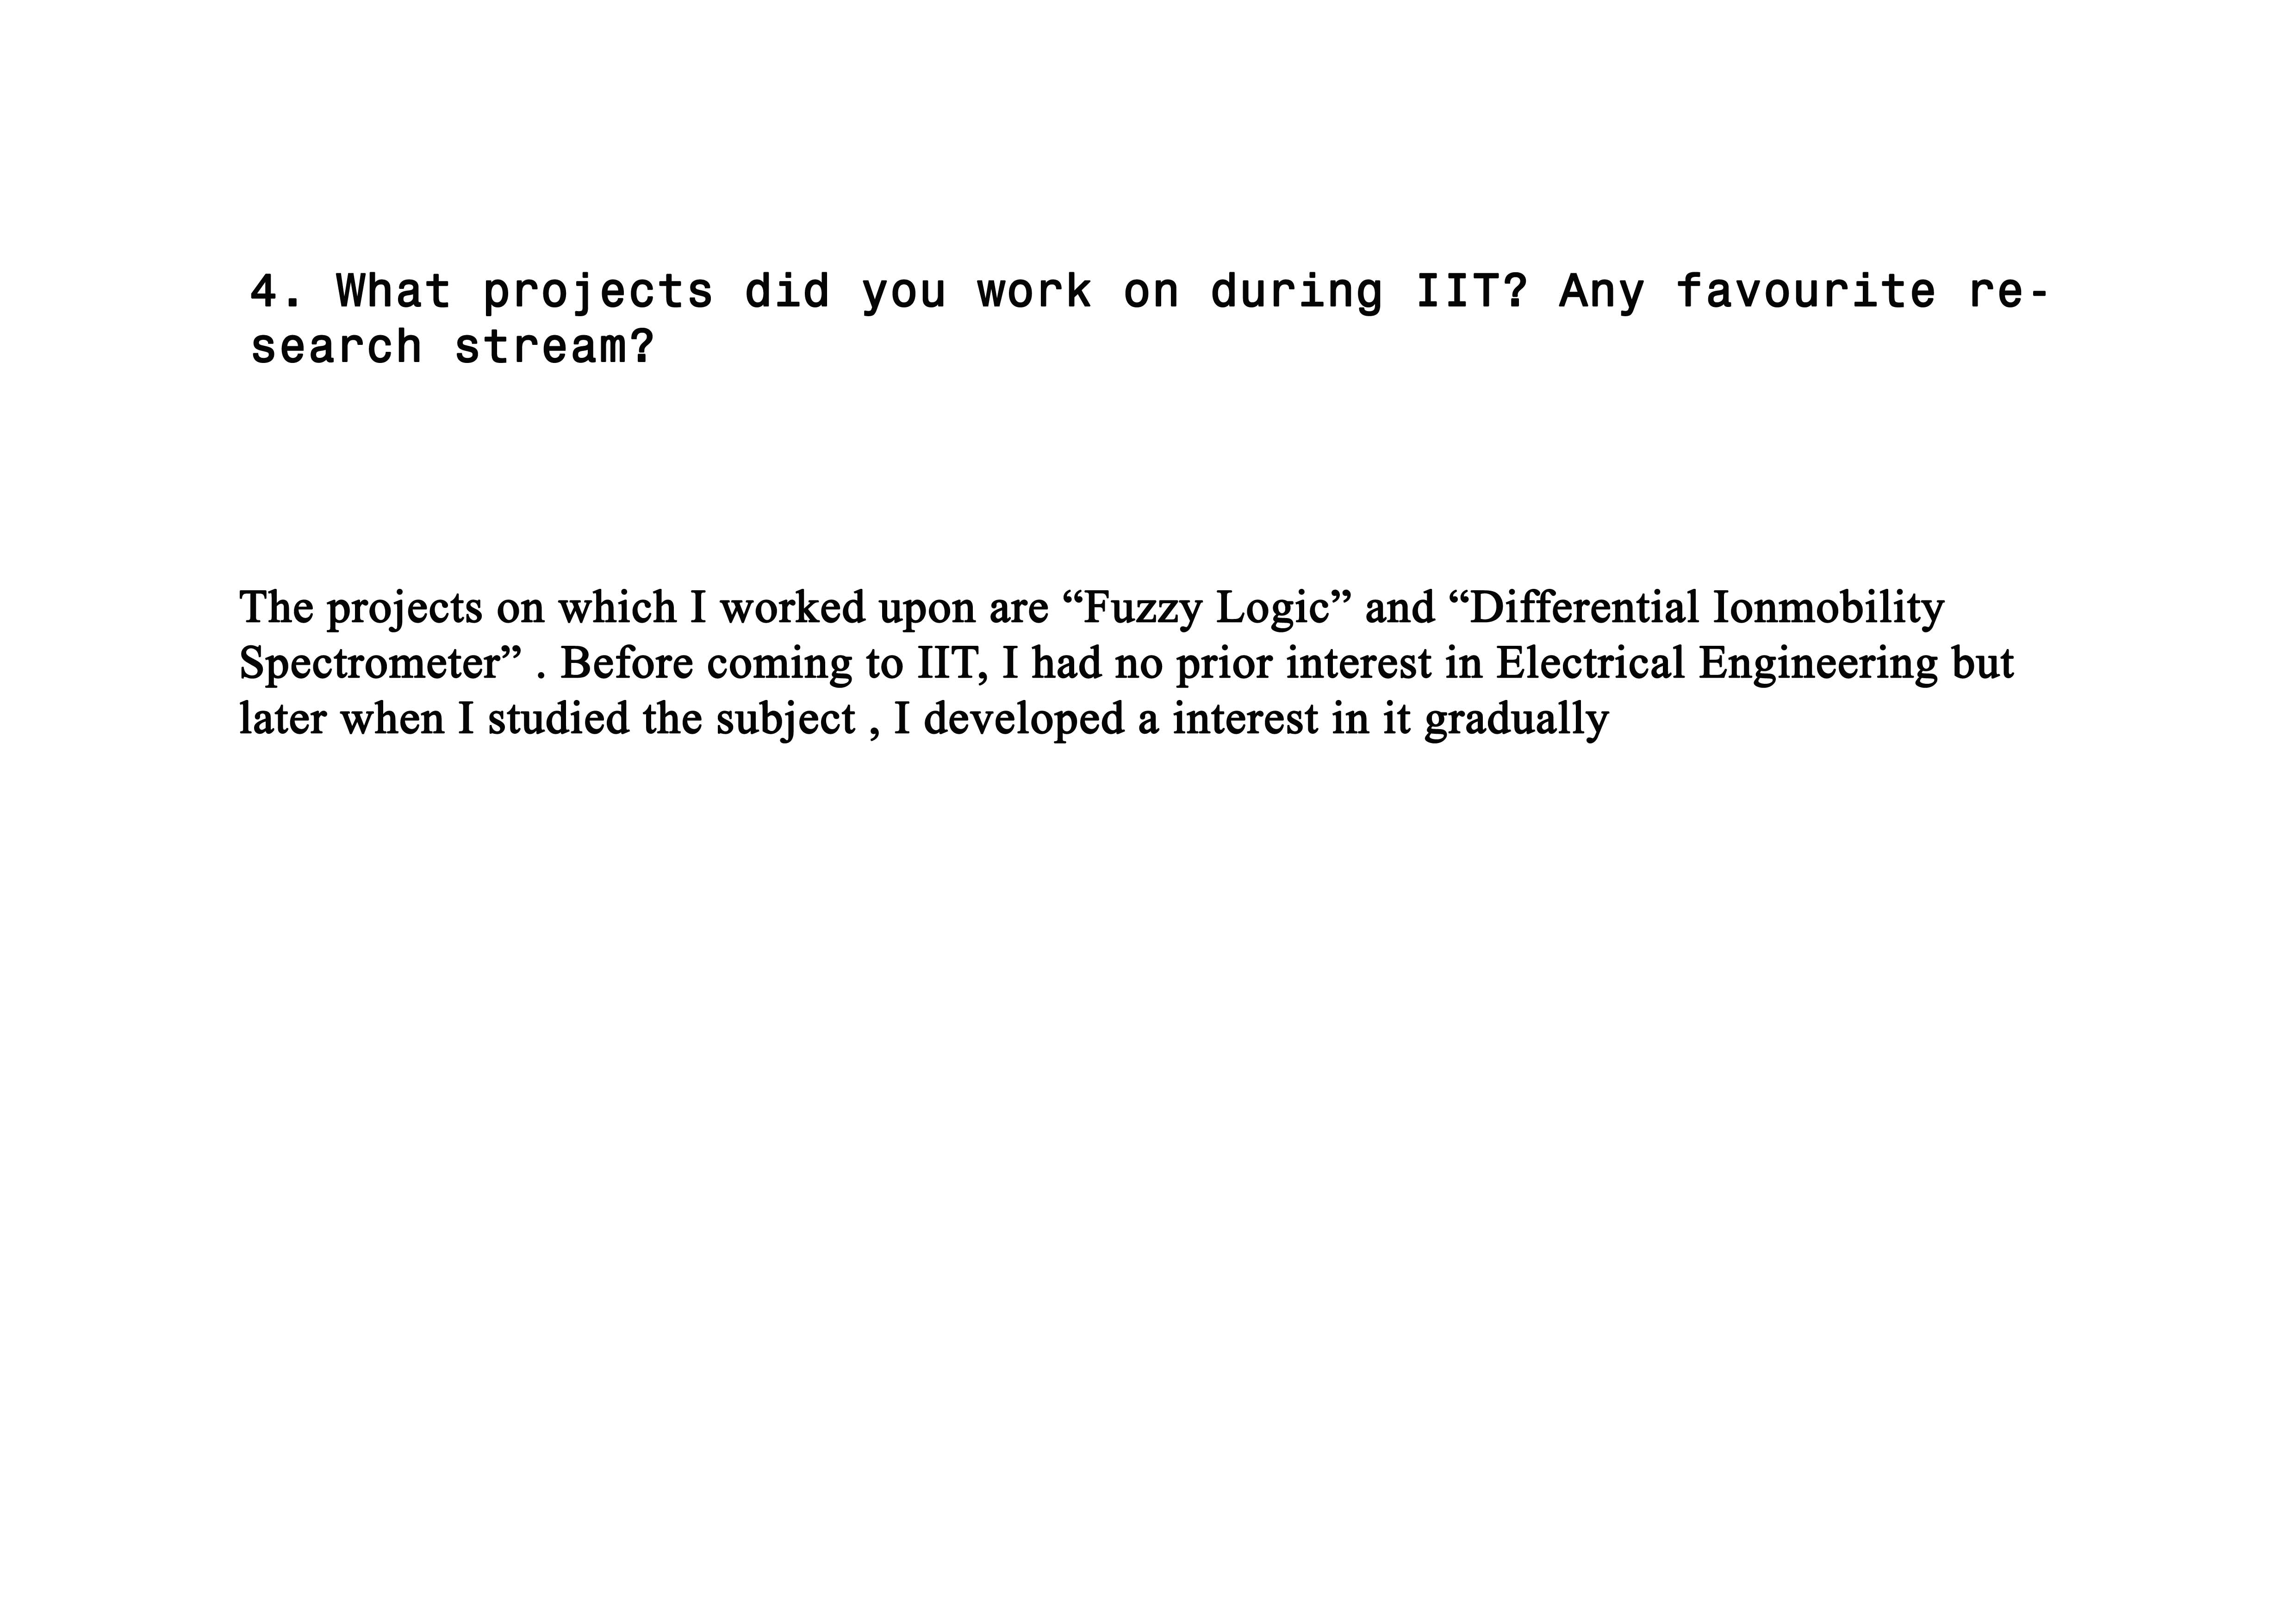 4. What projects did you work on during IIT? Any favourite re-
search stream?
The projects on which I worked upon are “Fuzzy Logic” and “Differential Ionmobility
Spectrometer” . Before coming to IIT, I had no prior interest in Electrical Engineering but
later when I studied the subject , I developed a interest in it gradually